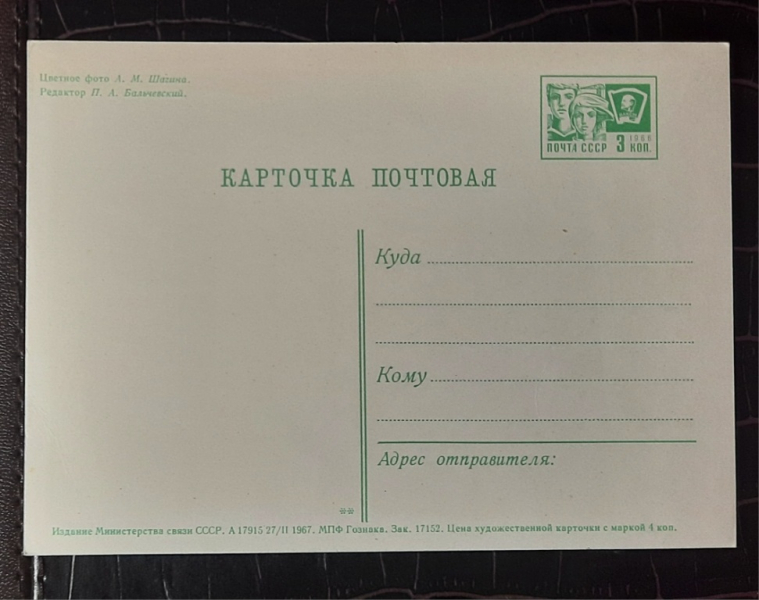 Цветное фото А. М. Шагина.
Редактор П. А. Бальчевский.
1966
ПОЧТА СССР 3 КОП.
КАРТОЧКА ПОЧТОВАЯ
Куда
Кому
Адрес отправителя:
Издание Министерства связи СССР. А 17915 27/II 1967. МПФ Гознака. Зак. 17152. Цена художественной карточки с маркой 4 коп.